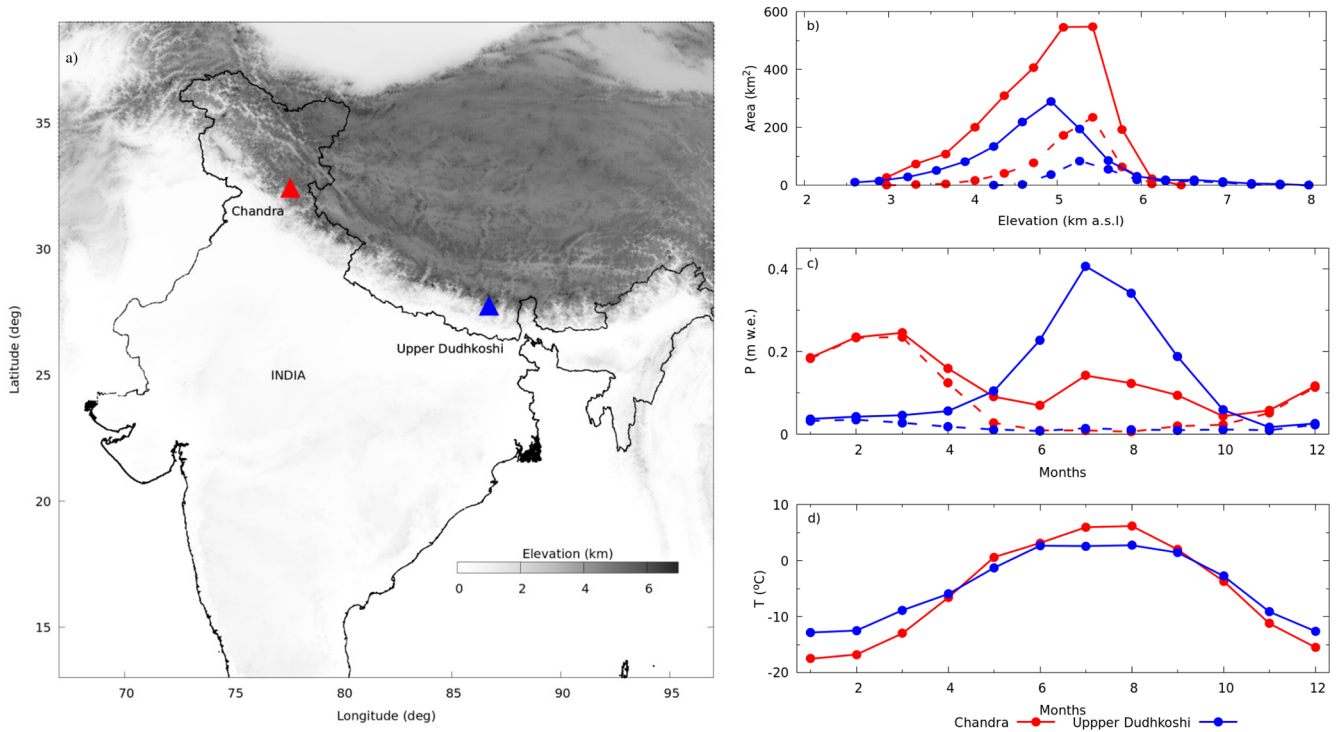 a)
35
30
25
20
15
Latitude (deg)
Chandra
Upper Dudhkoshi
INDIA
Elevation (km)
0 2 4 6
70 75 80 85 90 95
Longitude (deg)
b)
600
400
200
0
Area (km²)
2 3 4 5 6 7 8
Elevation (km a.s.l)
c)
0.4
0.2
0
P (m w.e.)
2 4 6 8 10 12
Months
d)
10
0
-10
-20
T (°C)
2 4 6 8 10 12
Months
Chandra Uppper Dudhkoshi